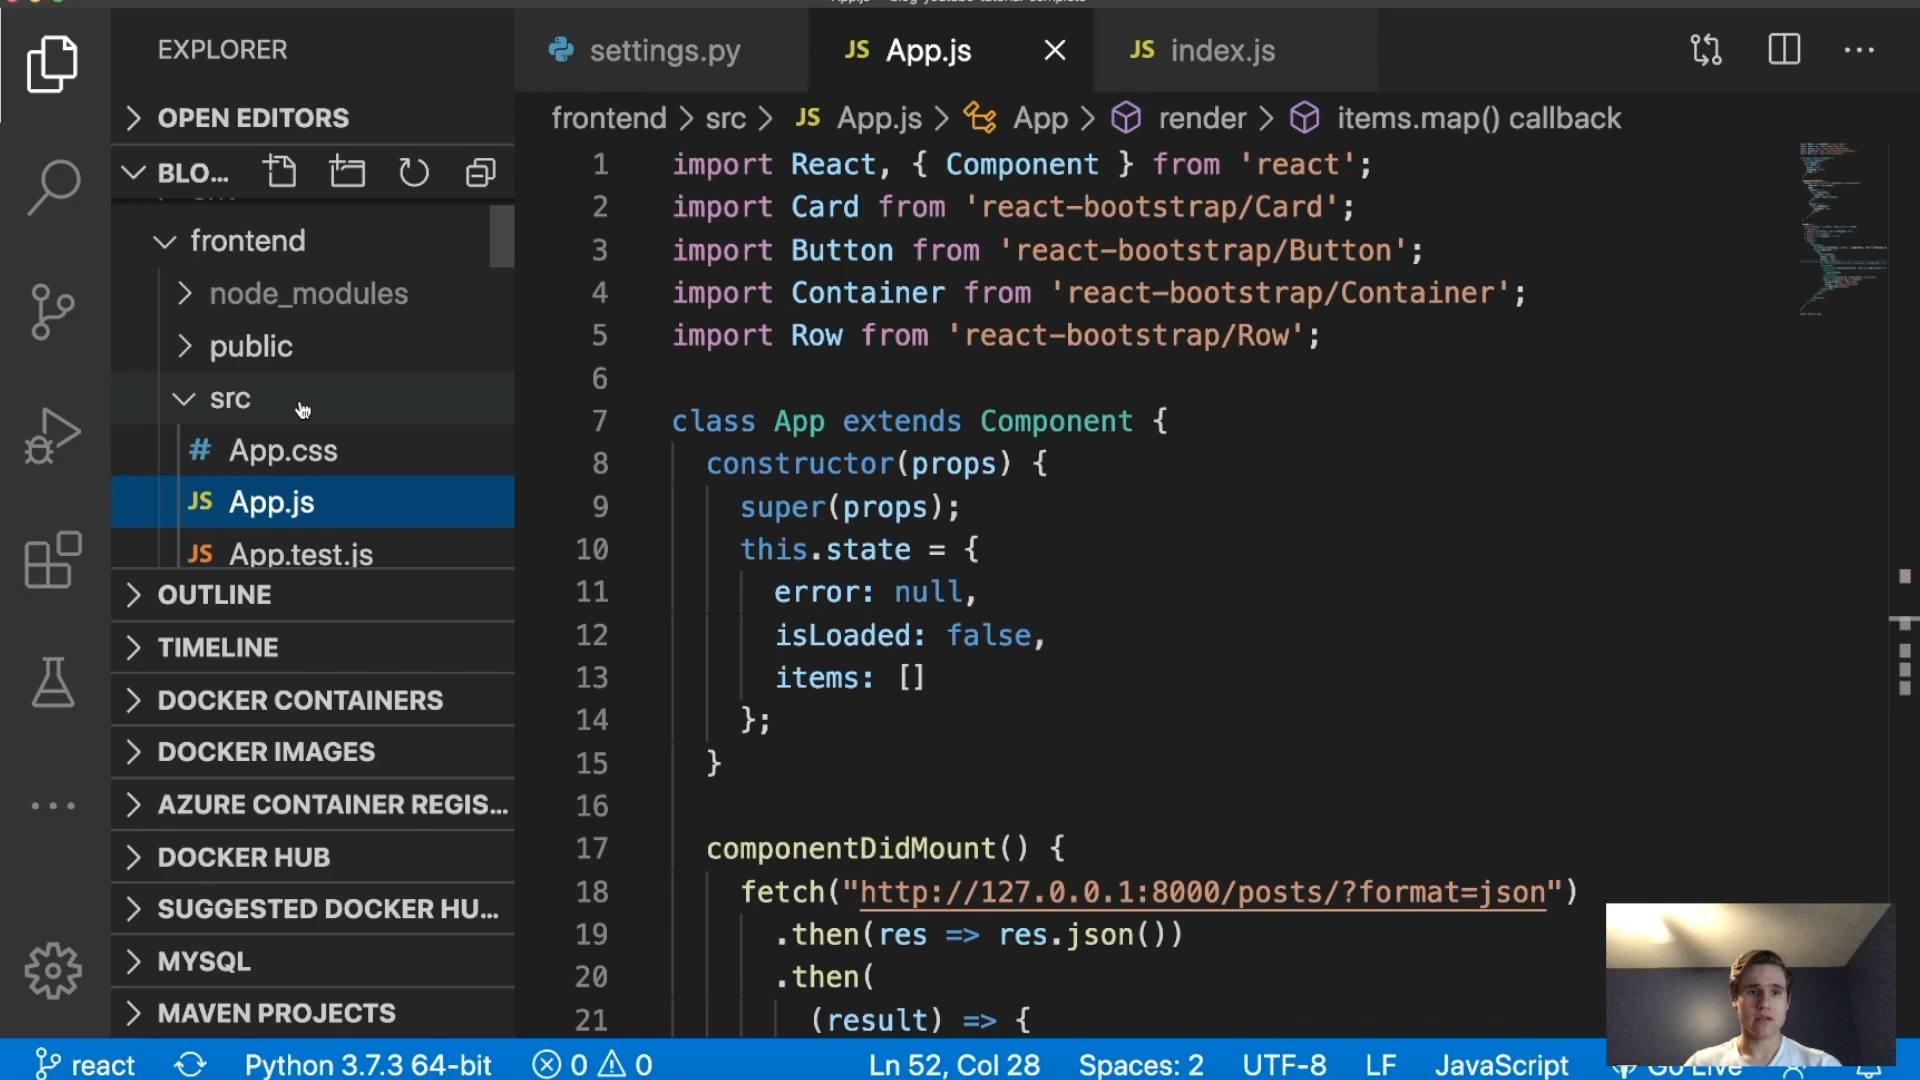 EXPLORER
OPEN EDITORS
BLO...
frontend
node_modules
public
src
# App.css
JS App.js
JS App.test.js
OUTLINE
TIMELINE
DOCKER CONTAINERS
DOCKER IMAGES
AZURE CONTAINER REGIS...
DOCKER HUB
SUGGESTED DOCKER HU...
MYSQL
MAVEN PROJECTS
settings.py
JS App.js
JS index.js
frontend > src > JS App.js > App > render > items.map() callback
1 import React, { Component } from 'react';
2 import Card from 'react-bootstrap/Card';
3 import Button from 'react-bootstrap/Button';
4 import Container from 'react-bootstrap/Container';
5 import Row from 'react-bootstrap/Row';
6
7 class App extends Component {
8 constructor(props) {
9 super(props);
10 this.state = {
11 error: null,
12 isLoaded: false,
13 items: []
14 };
15 }
16
17 componentDidMount() {
18 fetch("http://127.0.0.1:8000/posts/?format=json")
19 .then(res => res.json())
20 .then(
21 (result) => {
react Python 3.7.3 64-bit 0 0 Ln 52, Col 28 Spaces: 2 UTF-8 LF JavaScript Go Live